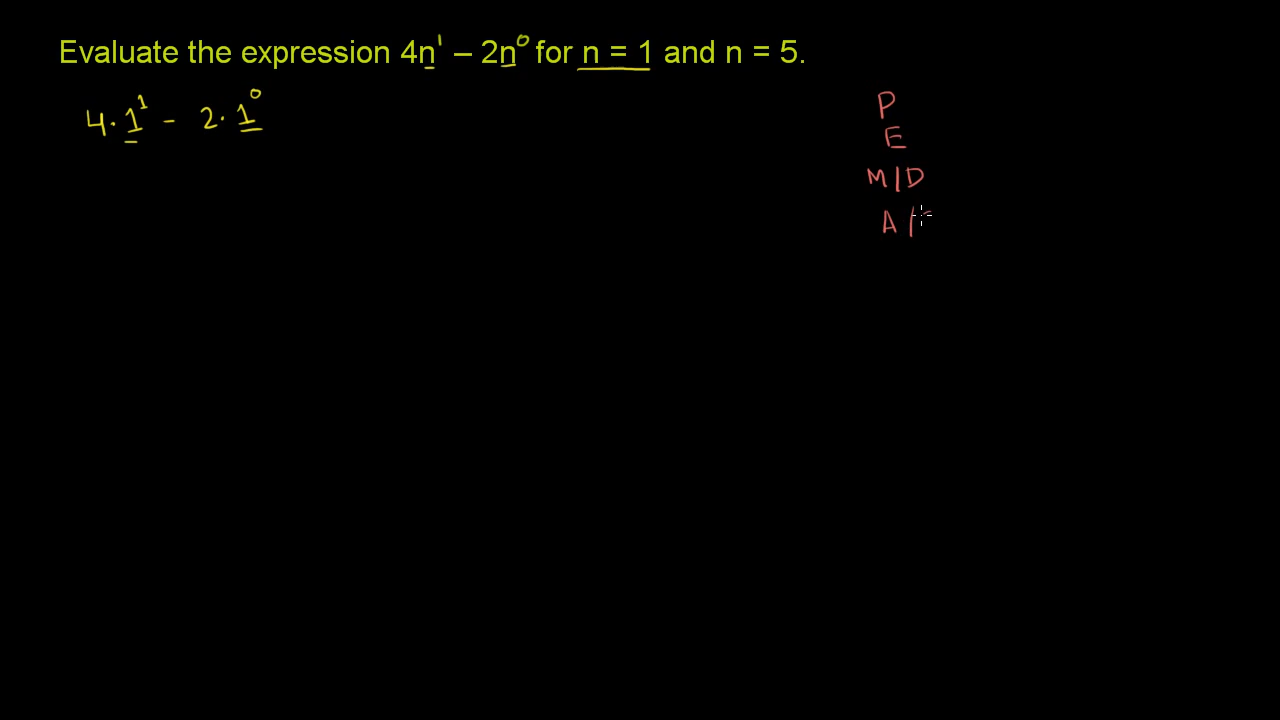 Evaluate the expression 4n¹ – 2n⁰ for n = 1 and n = 5.
4 · 1¹ - 2 · 1⁰
P
E
M/D
A /